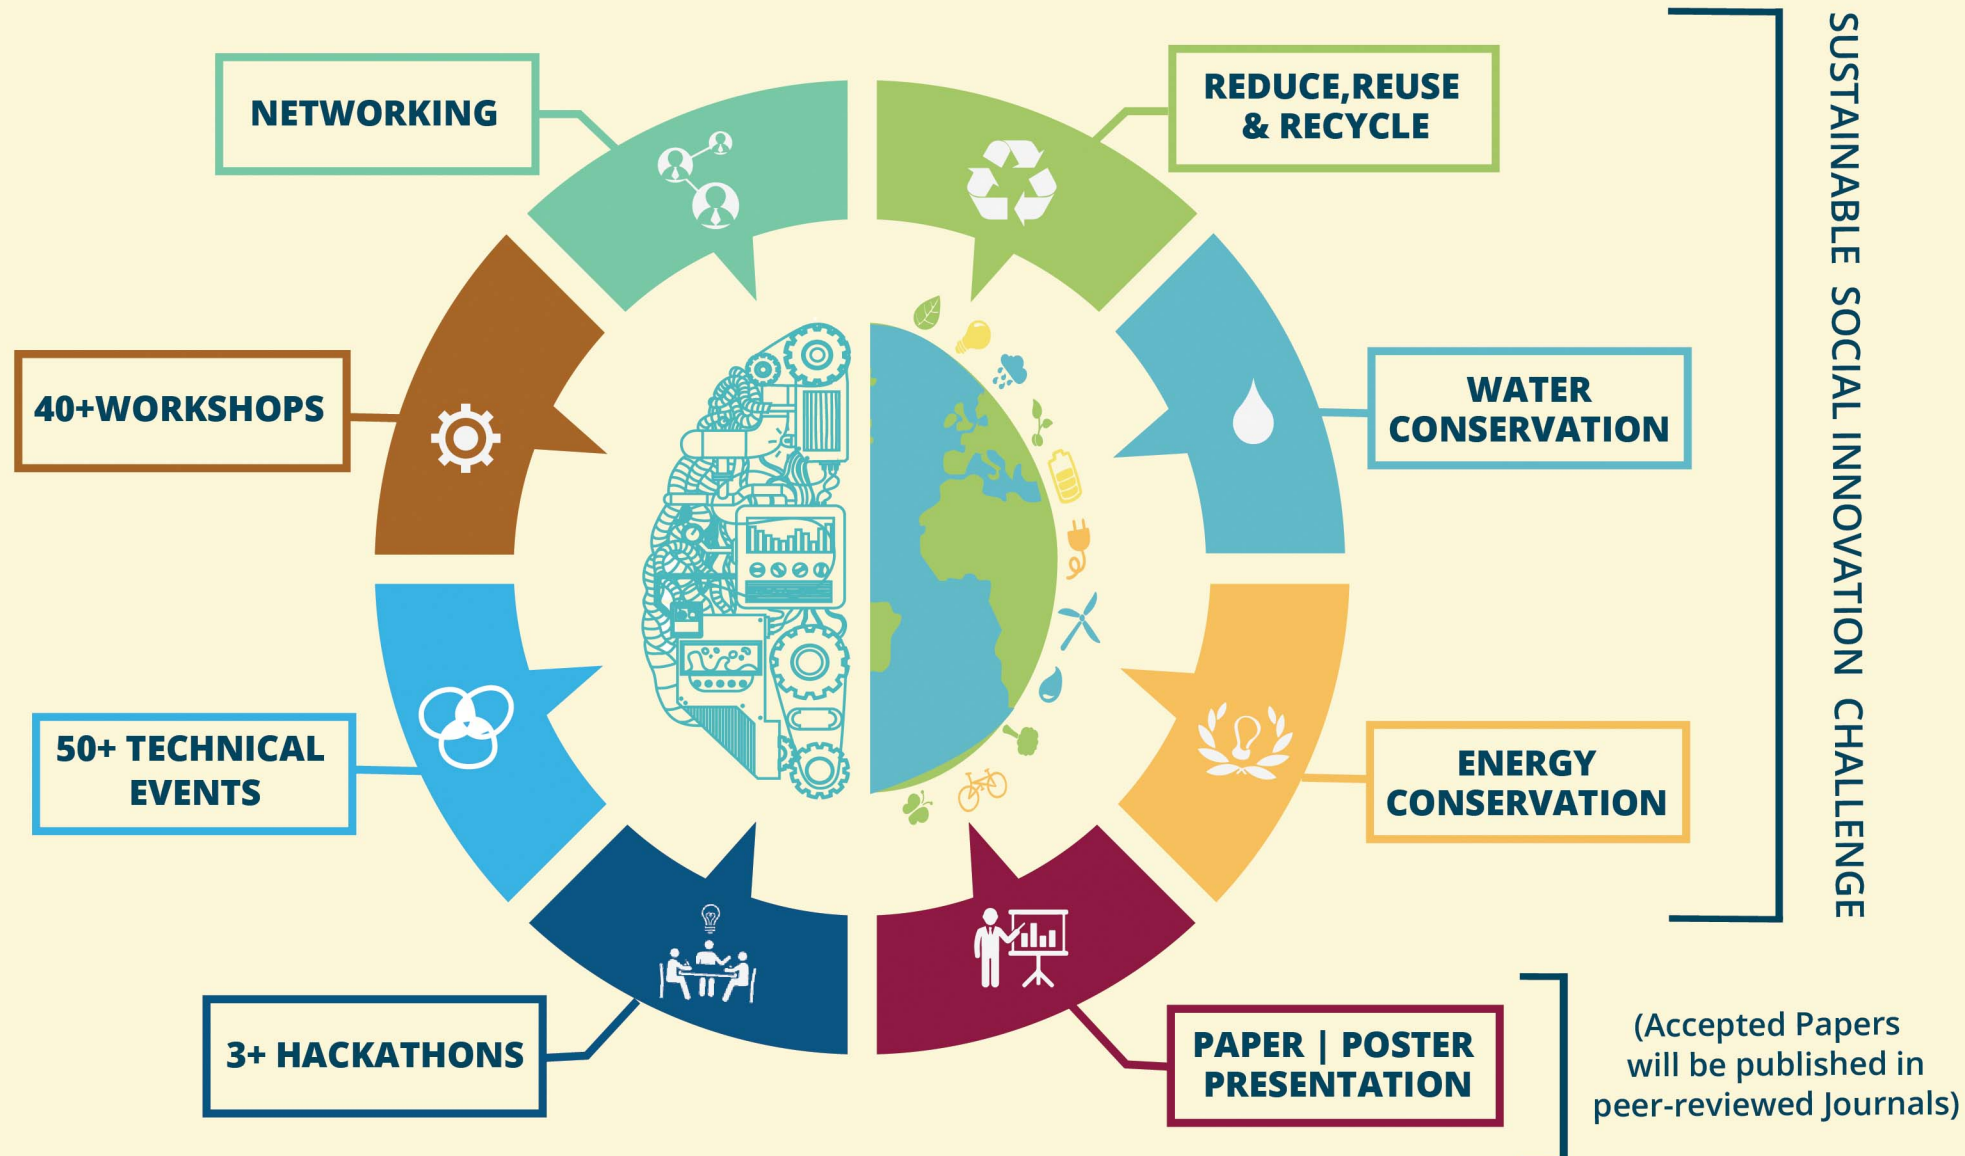 NETWORKING
REDUCE,REUSE
& RECYCLE
40+WORKSHOPS
WATER
CONSERVATION
50+ TECHNICAL
EVENTS
ENERGY
CONSERVATION
3+ HACKATHONS
PAPER | POSTER
PRESENTATION
SUSTAINABLE SOCIAL INNOVATION CHALLENGE
(Accepted Papers
will be published in
peer-reviewed Journals)